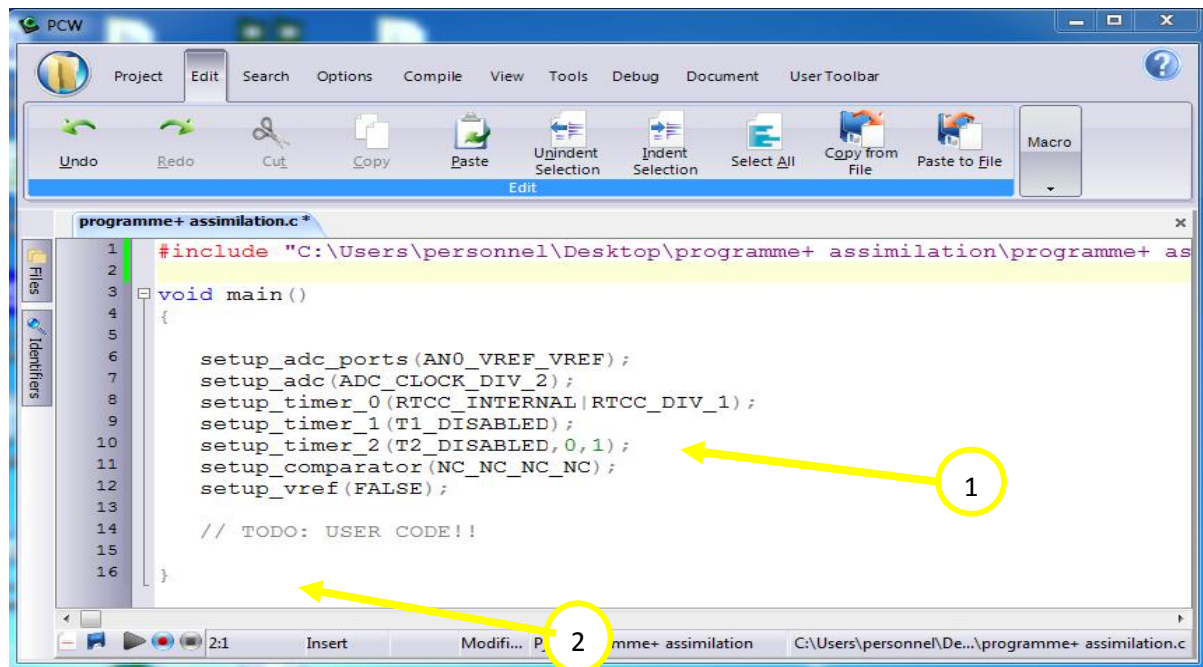 PCW
Project Edit Search Options Compile View Tools Debug Document User Toolbar
Undo Redo Cut Copy Paste Unindent Selection Indent Selection Select All Copy from File Paste to File Macro
Edit
programme+ assimilation.c *
Files
Identifiers
1 #include "C:\Users\personnel\Desktop\programme+ assimilation\programme+ as
2
3 void main()
4 {
5
6 setup_adc_ports(AN0_VREF_VREF);
7 setup_adc(ADC_CLOCK_DIV_2);
8 setup_timer_0(RTCC_INTERNAL|RTCC_DIV_1);
9 setup_timer_1(T1_DISABLED);
10 setup_timer_2(T2_DISABLED,0,1);
11 setup_comparator(NC_NC_NC_NC);
12 setup_vref(FALSE);
13
14 // TODO: USER CODE!!
15
16 }
1
2
2:1 Insert Modifi... mme+ assimilation C:\Users\personnel\De...\programme+ assimilation.c